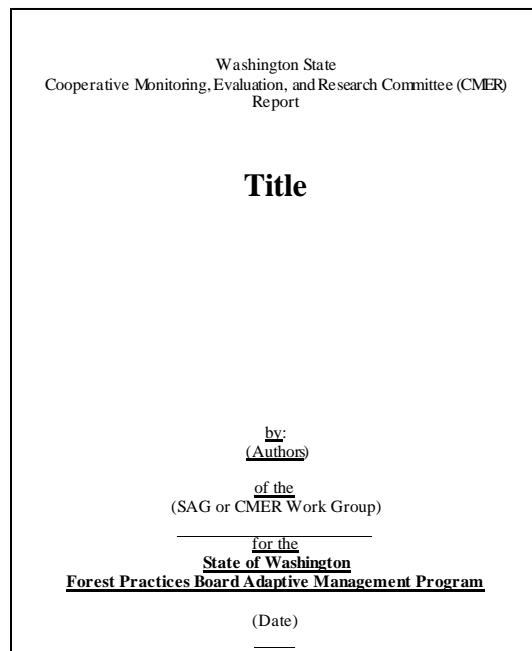 Washington State
Cooperative Monitoring, Evaluation, and Research Committee (CMER)
Report
Title
by:
(Authors)
of the
(SAG or CMER Work Group)
for the
State of Washington
Forest Practices Board Adaptive Management Program
(Date)